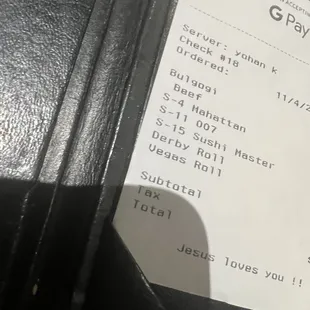 ACCEPTING
G Pay
Server: yohan k
Check #18
11/4/2
Ordered:
Bulgogi
Beef
S-4 Mahattan
S-11 007
S-15 Sushi Master
Derby Roll
Vegas Roll
Subtotal
Tax
Total
Jesus loves you !!